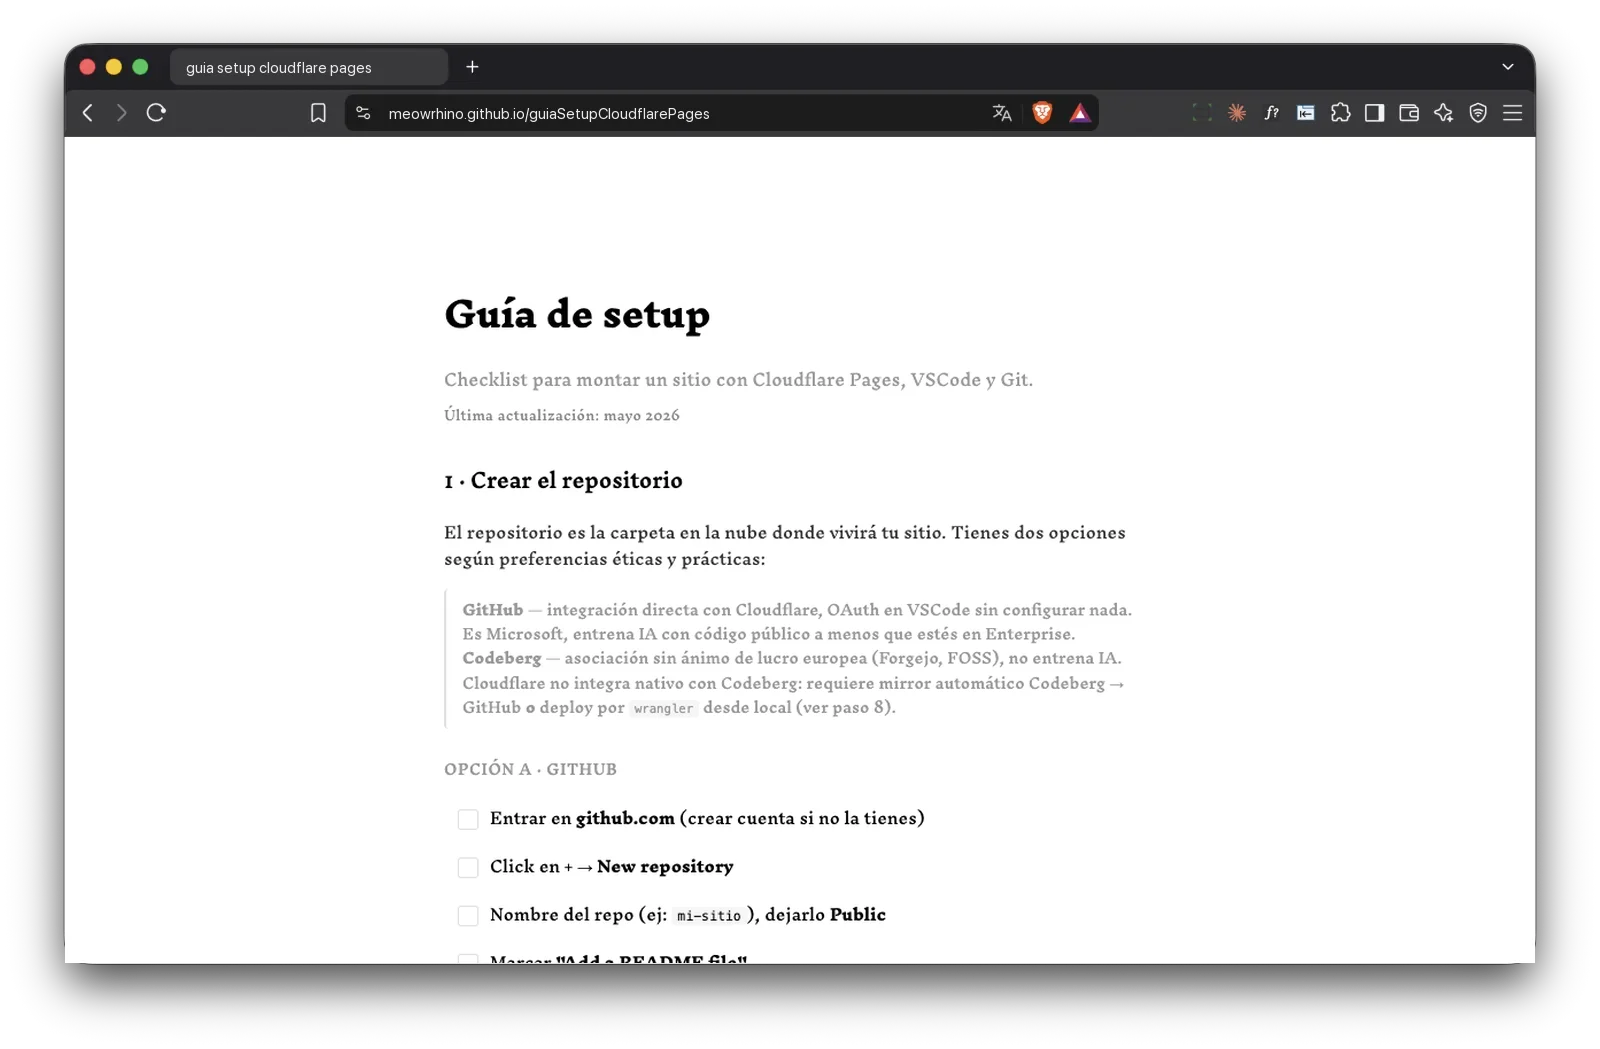 guia setup cloudflare pages
meowrhino.github.io/guiaSetupCloudflarePages
f?
Guía de setup
Checklist para montar un sitio con Cloudflare Pages, VSCode y Git.
Última actualización: mayo 2026
1 · Crear el repositorio
El repositorio es la carpeta en la nube donde vivirá tu sitio. Tienes dos opciones
según preferencias éticas y prácticas:
GitHub — integración directa con Cloudflare, OAuth en VSCode sin configurar nada.
Es Microsoft, entrena IA con código público a menos que estés en Enterprise.
Codeberg — asociación sin ánimo de lucro europea (Forgejo, FOSS), no entrena IA.
Cloudflare no integra nativo con Codeberg: requiere mirror automático Codeberg →
GitHub o deploy por wrangler desde local (ver paso 8).
OPCIÓN A · GITHUB
Entrar en github.com (crear cuenta si no la tienes)
Click en + → New repository
Nombre del repo (ej: mi-sitio), dejarlo Public
Marcar "Add a README file"